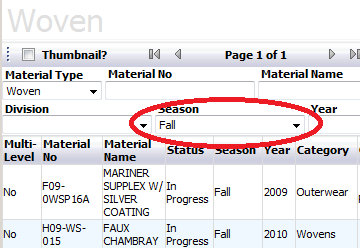 Woven
Thumbnail? Page 1 of 1
Material Type Material No Material Name
Woven
Division Season Year
Fall
Multi-Level Material No Material Name Status Season Year Category
No F09-0WSP16A MARINER SUPPLEX W/ SILVER COATING In Progress Fall 2009 Outerwear
No H09-WS-015 FAUX CHAMBRAY In Progress Fall 2010 Wovens